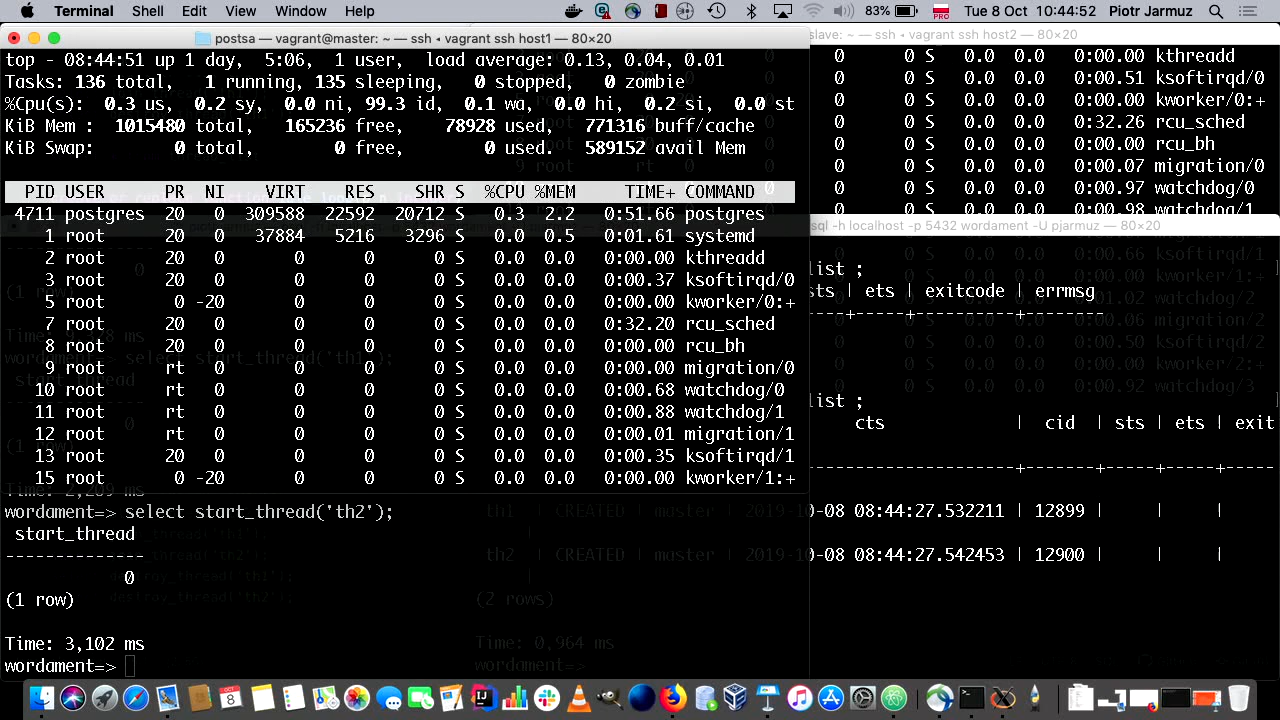 Terminal Shell Edit View Window Help 83% PRO Tue 8 Oct 10:44:52 Piotr Jarmuz
postsa — vagrant@master: ~ — ssh ◂ vagrant ssh host1 — 80×20
top - 08:44:51 up 1 day, 5:06, 1 user, load average: 0.13, 0.04, 0.01
Tasks: 136 total, 1 running, 135 sleeping, 0 stopped, 0 zombie
%Cpu(s): 0.3 us, 0.2 sy, 0.0 ni, 99.3 id, 0.1 wa, 0.0 hi, 0.2 si, 0.0 st
KiB Mem : 1015480 total, 165236 free, 78928 used, 771316 buff/cache
KiB Swap: 0 total, 0 free, 0 used. 589152 avail Mem
PID USER PR NI VIRT RES SHR S %CPU %MEM TIME+ COMMAND
4711 postgres 20 0 309588 22592 20712 S 0.3 2.2 0:51.66 postgres
1 root 20 0 37884 5216 3296 S 0.0 0.5 0:01.61 systemd
2 root 20 0 0 0 0 S 0.0 0.0 0:00.00 kthreadd
3 root 20 0 0 0 0 S 0.0 0.0 0:00.37 ksoftirqd/0
5 root 0 -20 0 0 0 S 0.0 0.0 0:00.00 kworker/0:+
7 root 20 0 0 0 0 S 0.0 0.0 0:32.20 rcu_sched
8 root 20 0 0 0 0 S 0.0 0.0 0:00.00 rcu_bh
9 root rt 0 0 0 0 S 0.0 0.0 0:00.00 migration/0
10 root rt 0 0 0 0 S 0.0 0.0 0:00.68 watchdog/0
11 root rt 0 0 0 0 S 0.0 0.0 0:00.88 watchdog/1
12 root rt 0 0 0 0 S 0.0 0.0 0:00.01 migration/1
13 root 20 0 0 0 0 S 0.0 0.0 0:00.35 ksoftirqd/1
15 root 0 -20 0 0 0 S 0.0 0.0 0:00.00 kworker/1:+
wordament=> select start_thread('th2');
start_thread
--------------
0
(1 row)
Time: 3,102 ms
wordament=>
slave: ~ — ssh ◂ vagrant ssh host2 — 80×20
0 0 S 0.0 0.0 0:00.00 kthreadd
0 0 S 0.0 0.0 0:00.51 ksoftirqd/0
0 0 S 0.0 0.0 0:00.00 kworker/0:+
0 0 S 0.0 0.0 0:32.26 rcu_sched
0 0 S 0.0 0.0 0:00.00 rcu_bh
0 0 S 0.0 0.0 0:00.07 migration/0
0 0 S 0.0 0.0 0:00.97 watchdog/0
0 0 S 0.0 0.0 0:00.98 watchdog/1
sql -h localhost -p 5432 wordament -U pjarmuz — 80×20
list ;
sts | ets | exitcode | errmsg
list ;
cts | cid | sts | ets | exit
th1 | CREATED | master | 2019-10-08 08:44:27.532211 | 12899 | | |
th2 | CREATED | master | 2019-10-08 08:44:27.542453 | 12900 | | |
(2 rows)
Time: 0,964 ms
wordament=>